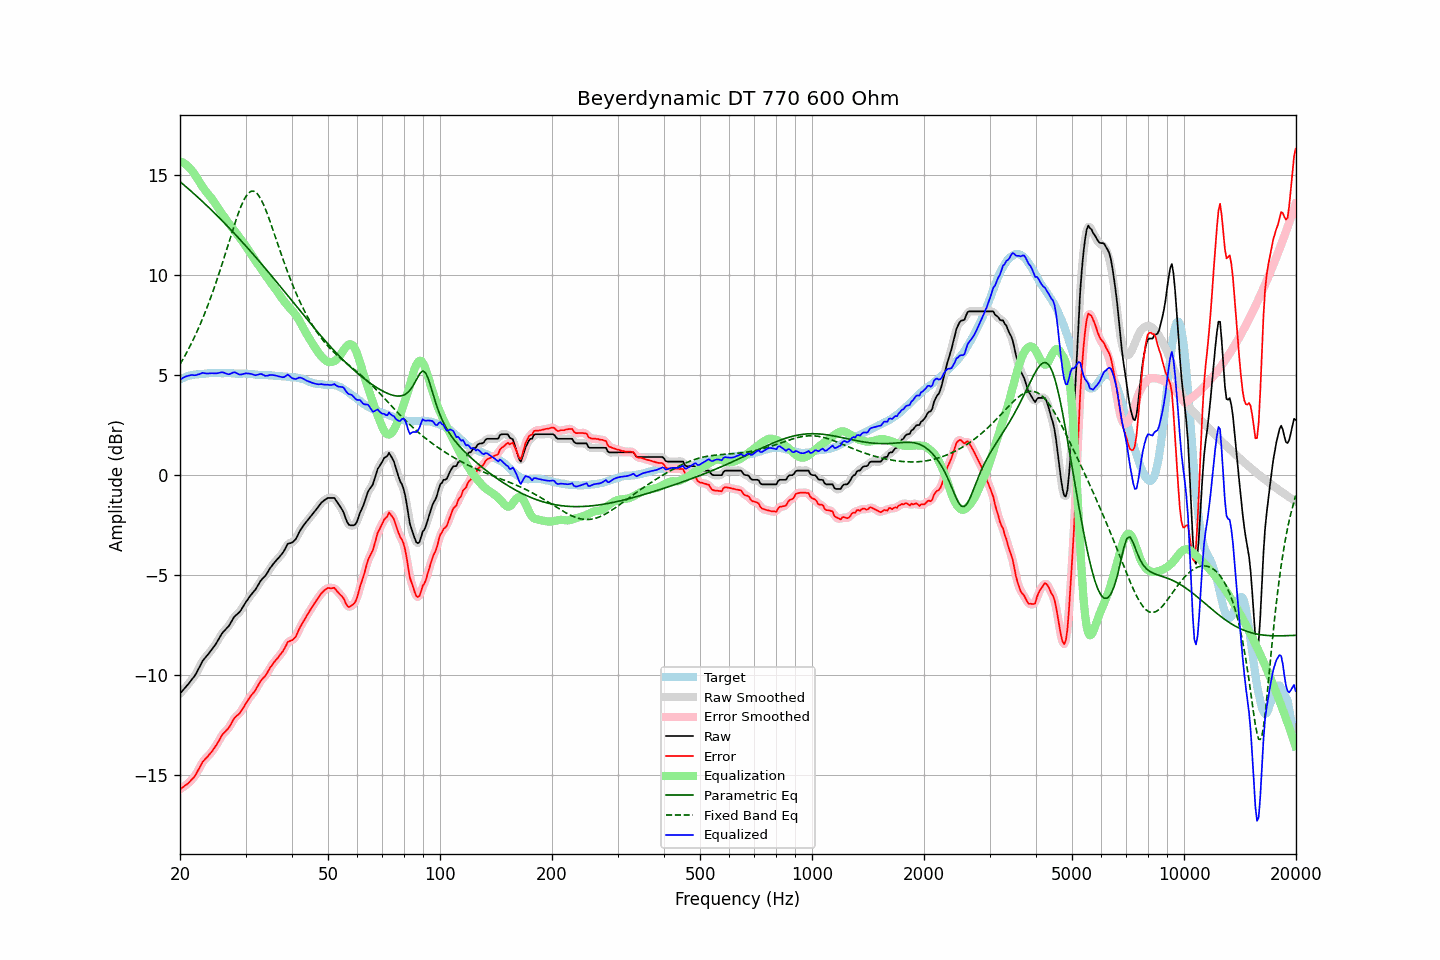 Beyerdynamic DT 770 600 Ohm
Amplitude (dBr)
15
10
5
0
−5
−10
−15
Target
Raw Smoothed
Error Smoothed
Raw
Error
Equalization
Parametric Eq
Fixed Band Eq
Equalized
20
50
100
200
500
1000
2000
5000
10000
20000
Frequency (Hz)